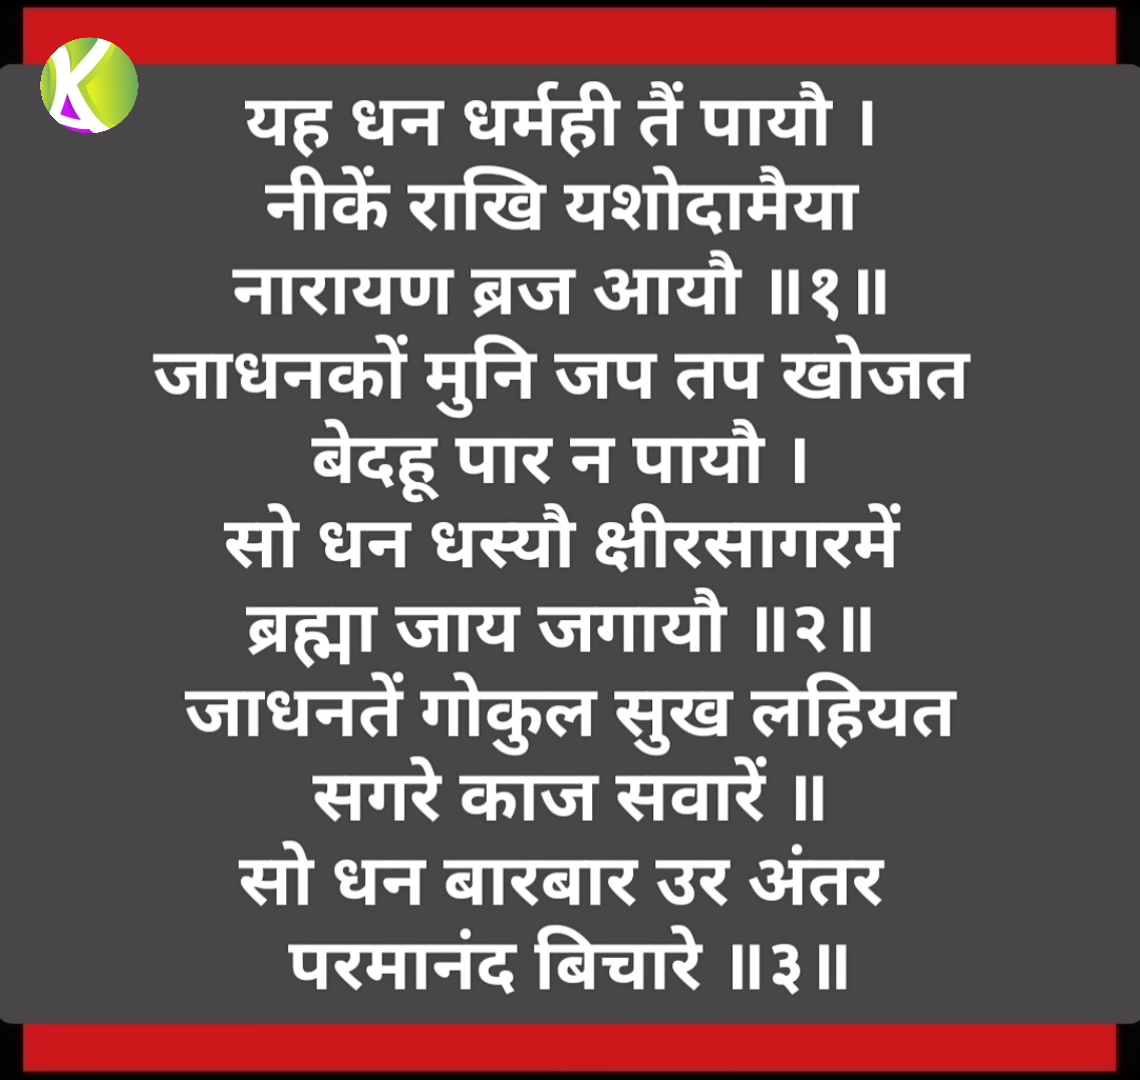 यह धन धर्मही तैं पायौ ।
नीकें राखि यशोदामैया
नारायण ब्रज आयौ ॥१॥
जाधनकों मुनि जप तप खोजत
बेदहू पार न पायौ ।
सो धन धस्यौ क्षीरसागरमें
ब्रह्मा जाय जगायौ ॥२॥
जाधनतें गोकुल सुख लहियत
सगरे काज सवारें ॥
सो धन बारबार उर अंतर
परमानंद बिचारे ॥३॥